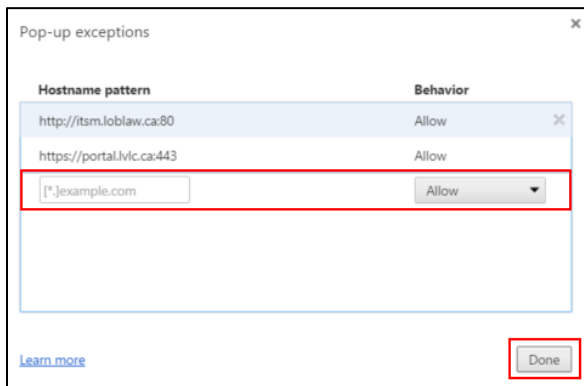 Pop-up exceptions
Hostname pattern Behavior
http://itsm.loblaw.ca:80 Allow
https://portal.lvlc.ca:443 Allow
[*.]example.com Allow
Learn more Done